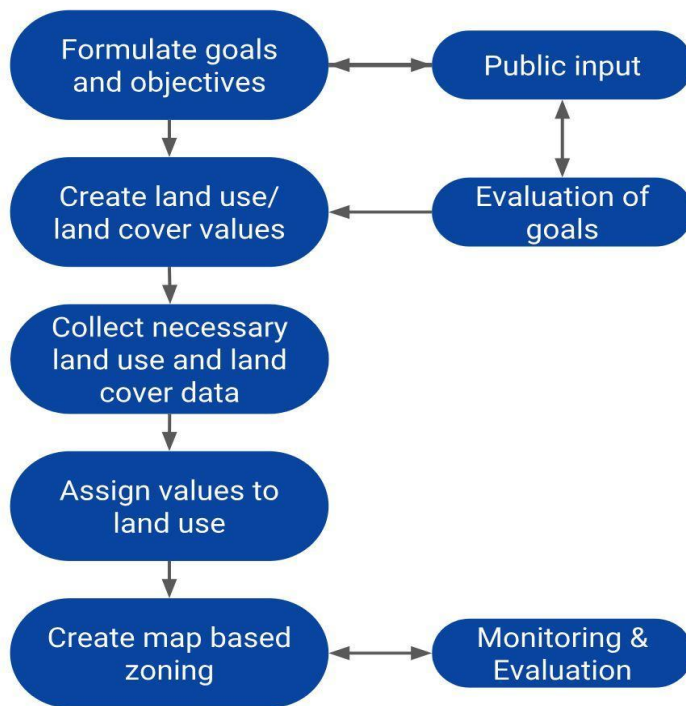 Formulate goals
and objectives
Public input
Create land use/
land cover values
Evaluation of
goals
Collect necessary
land use and land
cover data
Assign values to
land use
Create map based
zoning
Monitoring &
Evaluation